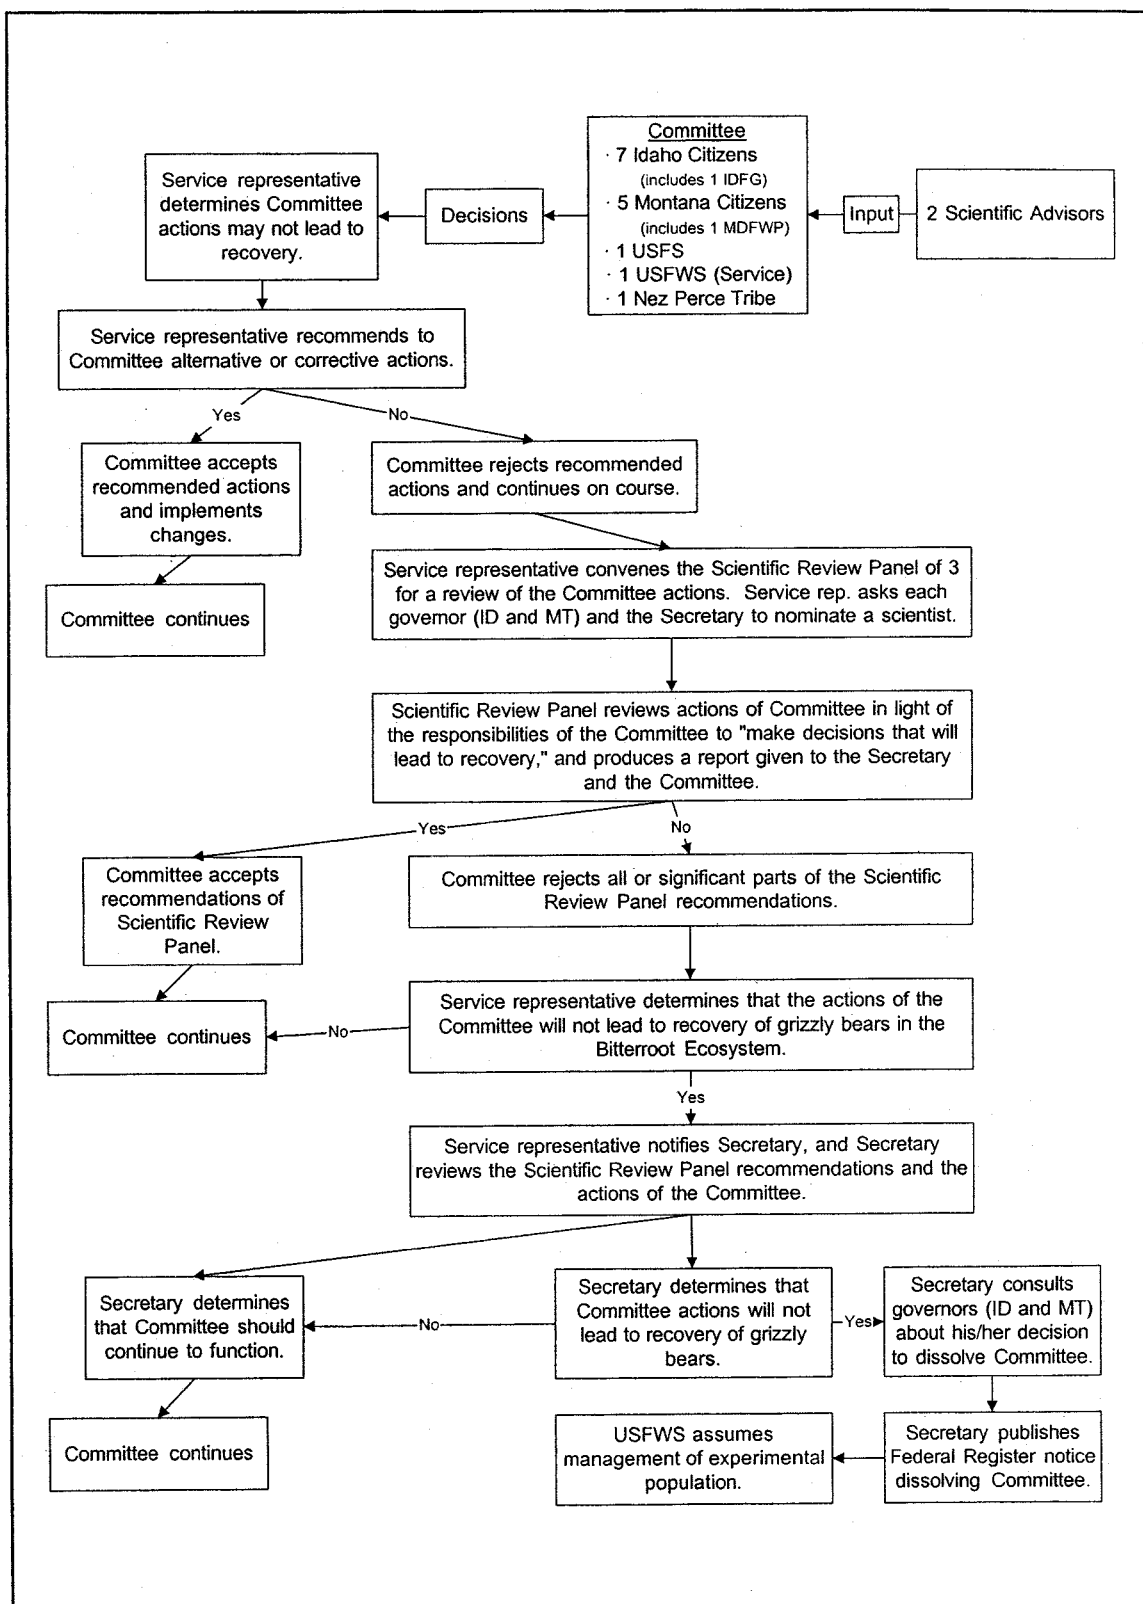 Committee
· 7 Idaho Citizens
(includes 1 IDFG)
· 5 Montana Citizens
(includes 1 MDFWP)
· 1 USFS
· 1 USFWS (Service)
· 1 Nez Perce Tribe
Input
2 Scientific Advisors
Decisions
Service representative
determines Committee
actions may not lead to
recovery.
Service representative recommends to
Committee alternative or corrective actions.
Yes
No
Committee accepts
recommended actions
and implements
changes.
Committee rejects recommended
actions and continues on course.
Committee continues
Service representative convenes the Scientific Review Panel of 3
for a review of the Committee actions. Service rep. asks each
governor (ID and MT) and the Secretary to nominate a scientist.
Scientific Review Panel reviews actions of Committee in light of
the responsibilities of the Committee to "make decisions that will
lead to recovery," and produces a report given to the Secretary
and the Committee.
Yes
No
Committee accepts
recommendations of
Scientific Review
Panel.
Committee rejects all or significant parts of the Scientific
Review Panel recommendations.
Committee continues
No
Service representative determines that the actions of the
Committee will not lead to recovery of grizzly bears in the
Bitterroot Ecosystem.
Yes
Service representative notifies Secretary, and Secretary
reviews the Scientific Review Panel recommendations and the
actions of the Committee.
Secretary determines
that Committee should
continue to function.
No
Secretary determines that
Committee actions will not
lead to recovery of grizzly
bears.
Yes
Secretary consults
governors (ID and MT)
about his/her decision
to dissolve Committee.
Committee continues
USFWS assumes
management of experimental
population.
Secretary publishes
Federal Register notice
dissolving Committee.